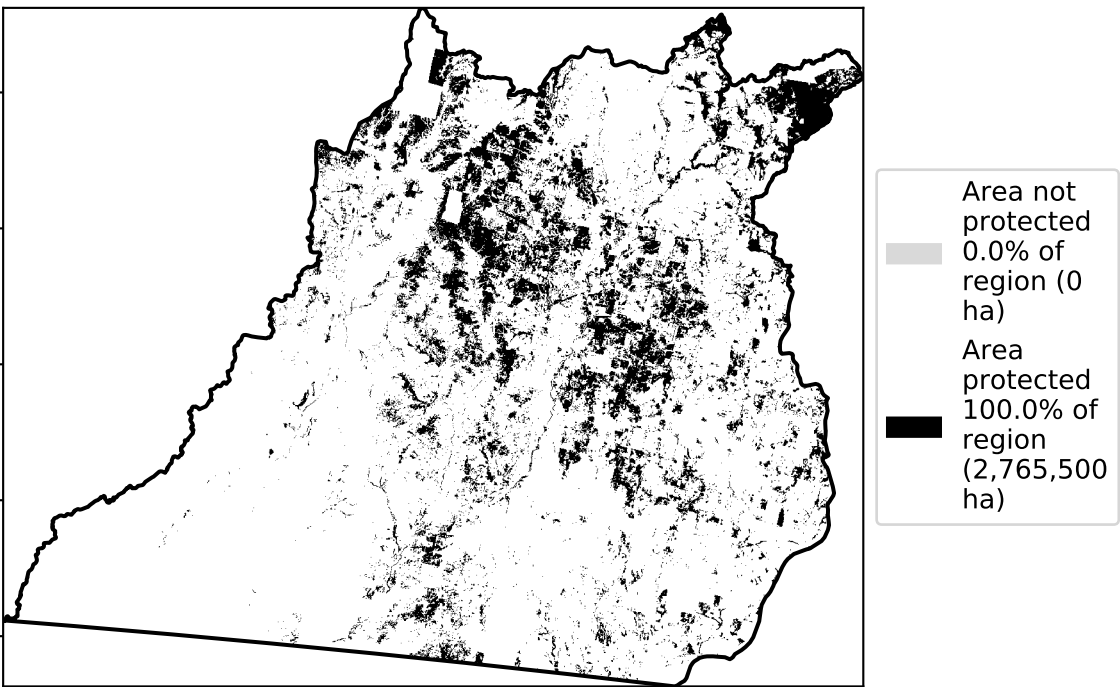 Area not
protected
0.0% of
region (0
ha)
Area
protected
100.0% of
region
(2,765,500
ha)